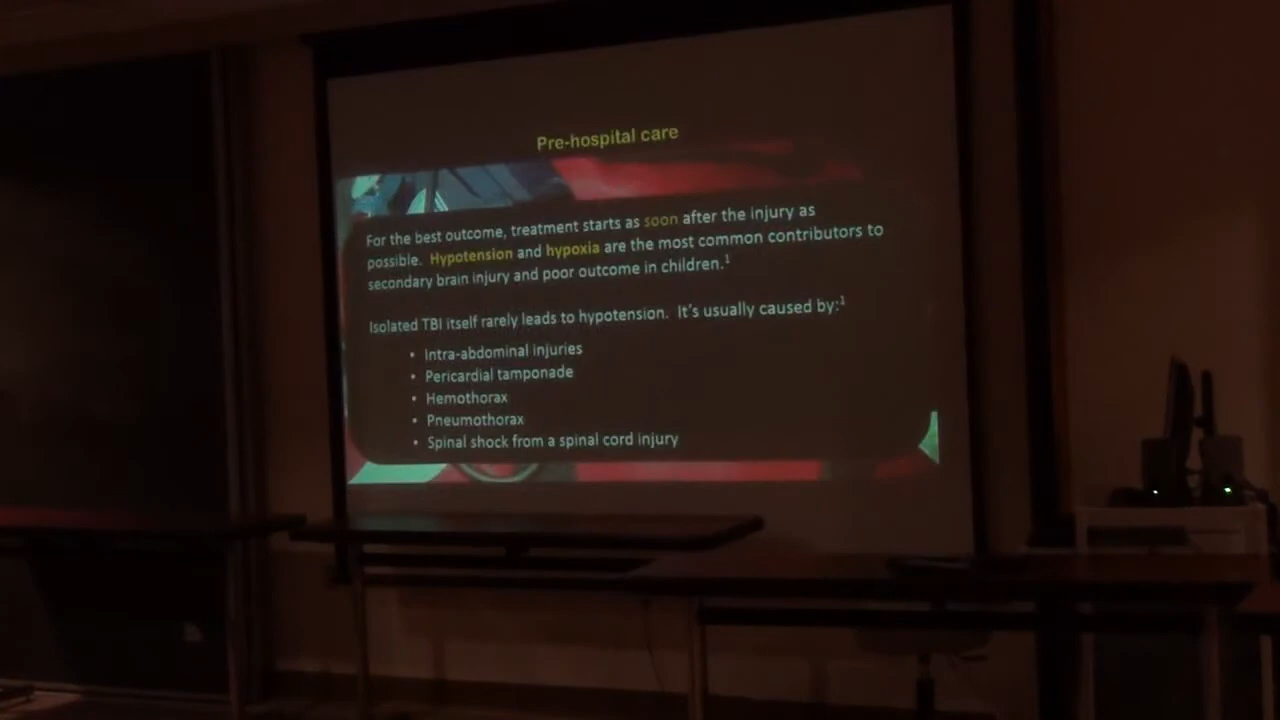 Pre-hospital care
For the best outcome, treatment starts as soon after the injury as
possible. Hypotension and hypoxia are the most common contributors to
secondary brain injury and poor outcome in children.1
Isolated TBI itself rarely leads to hypotension. It's usually caused by:1
• Intra-abdominal injuries
• Pericardial tamponade
• Hemothorax
• Pneumothorax
• Spinal shock from a spinal cord injury